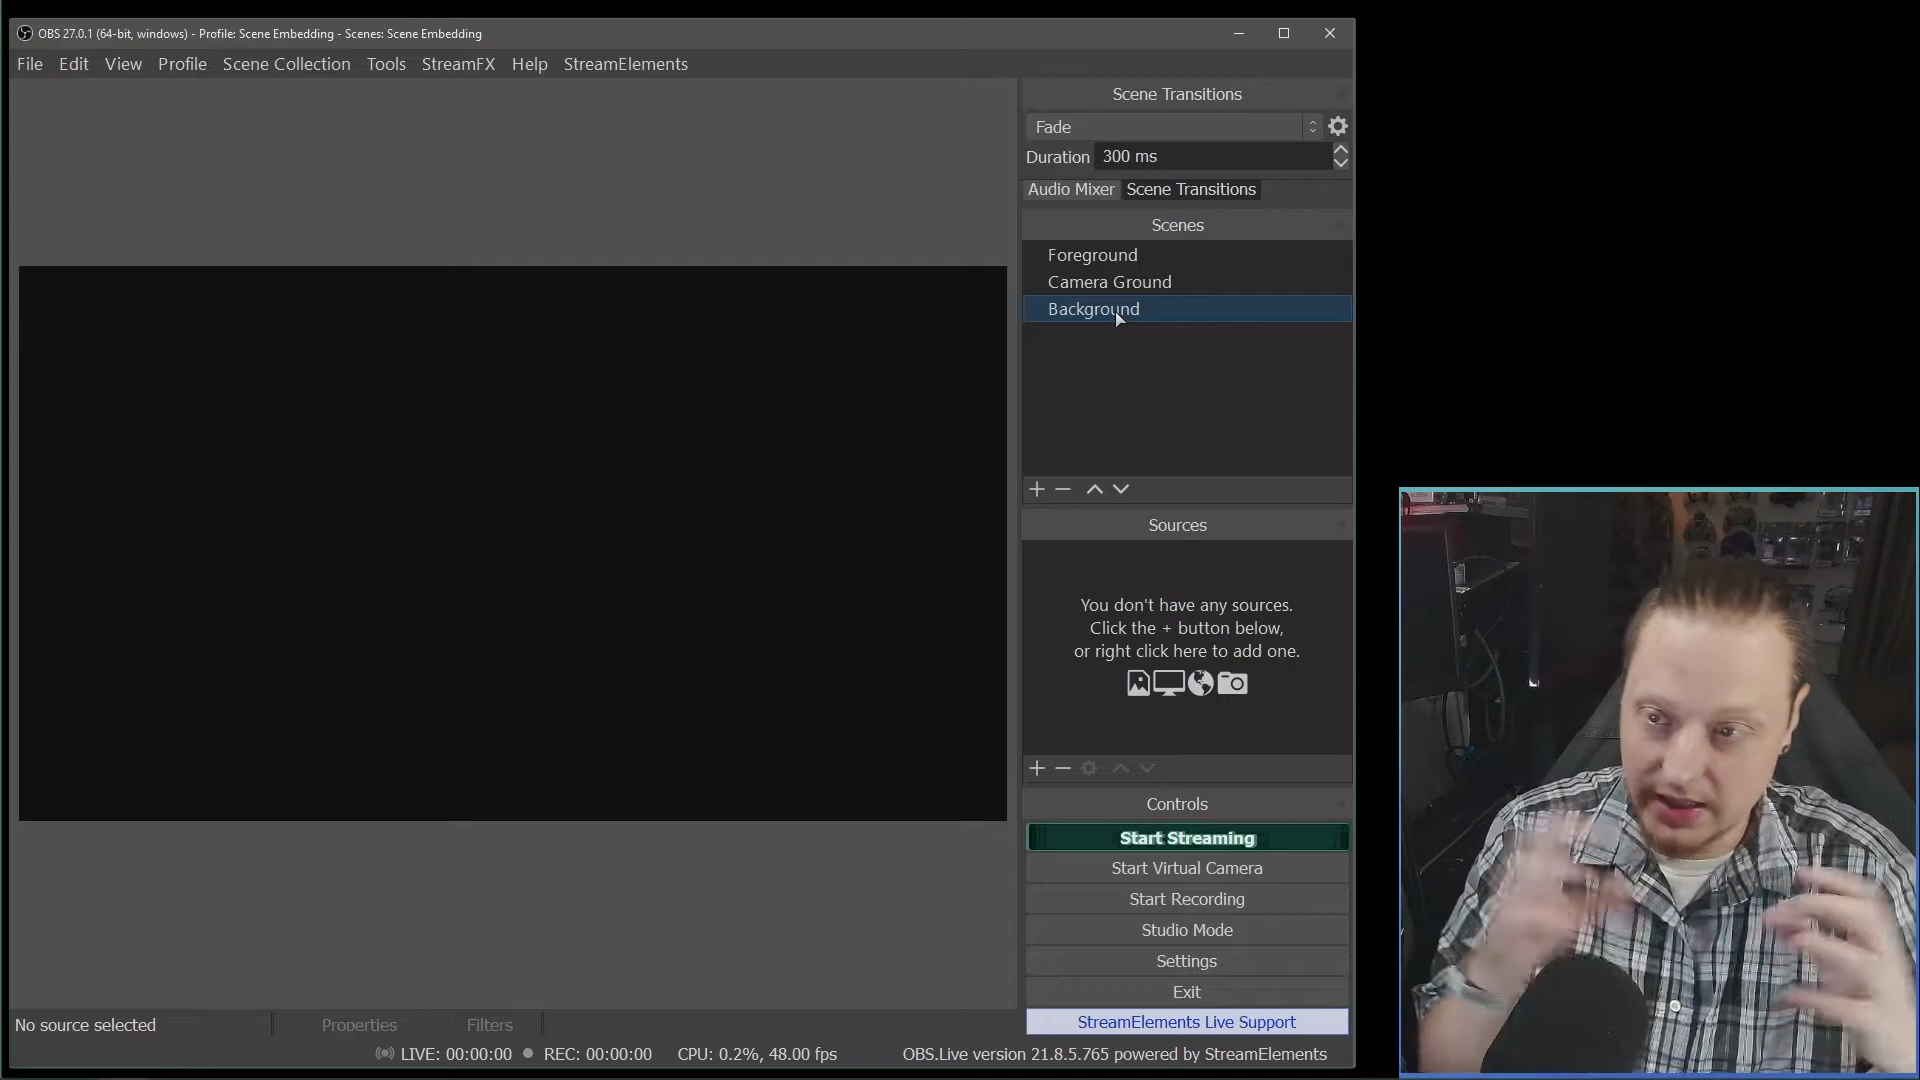 OBS 27.0.1 (64-bit, windows) - Profile: Scene Embedding - Scenes: Scene Embedding
File Edit View Profile Scene Collection Tools StreamFX Help StreamElements
Scene Transitions
Fade
Duration 300 ms
Audio Mixer Scene Transitions
Scenes
Foreground
Camera Ground
Background
Sources
You don't have any sources.
Click the + button below,
or right click here to add one.
Controls
Start Streaming
Start Virtual Camera
Start Recording
Studio Mode
Settings
Exit
StreamElements Live Support
No source selected Properties Filters
LIVE: 00:00:00 REC: 00:00:00 CPU: 0.2%, 48.00 fps OBS.Live version 21.8.5.765 powered by StreamElements